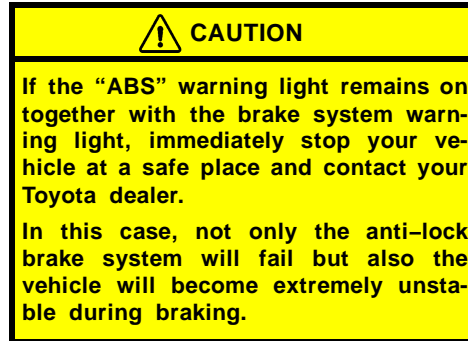 CAUTION
If the “ABS” warning light remains on
together with the brake system warn-
ing light, immediately stop your ve-
hicle at a safe place and contact your
Toyota dealer.
In this case, not only the anti–lock
brake system will fail but also the
vehicle will become extremely unsta-
ble during braking.